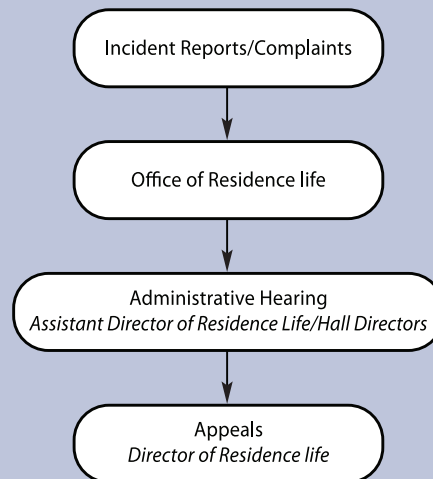 Incident Reports/Complaints
Office of Residence life
Administrative Hearing
Assistant Director of Residence Life/Hall Directors
Appeals
Director of Residence life